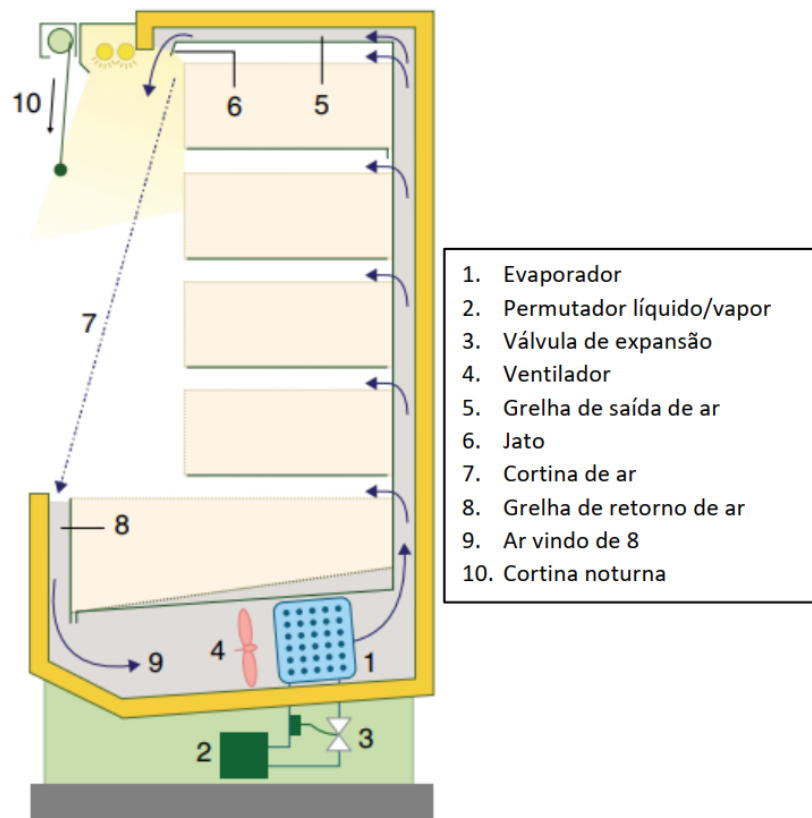 10
6
5
7
8
9
4
1
2
3
1. Evaporador
2. Permutador líquido/vapor
3. Válvula de expansão
4. Ventilador
5. Grelha de saída de ar
6. Jato
7. Cortina de ar
8. Grelha de retorno de ar
9. Ar vindo de 8
10. Cortina noturna